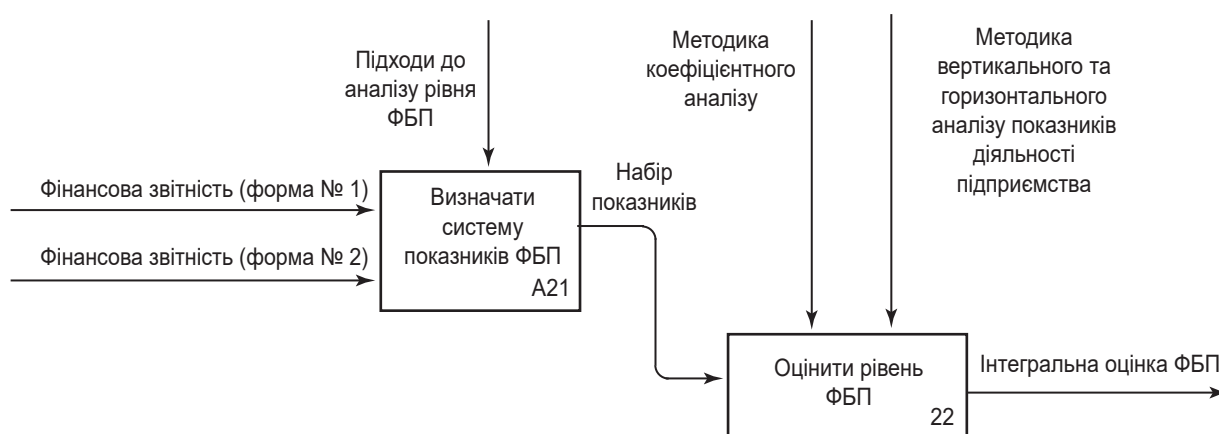 Підходи до
аналізу рівня
ФБП
Методика
коефіцієнтного
аналізу
Методика
вертикального та
горизонтального
аналізу показників
діяльності
підприємства
Фінансова звітність (форма № 1)
Фінансова звітність (форма № 2)
Визначати
систему
показників ФБП
А21
Набір
показників
Оцінити рівень
ФБП
22
Інтегральна оцінка ФБП